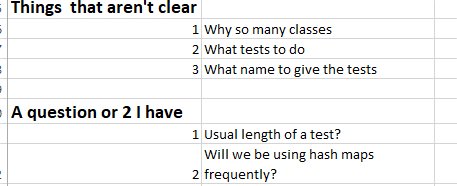 Things  that aren't clear
1 Why so many classes
2 What tests to do
3 What name to give the tests
A question or 2 I have
1 Usual length of a test?
Will we be using hash maps
2 frequently?